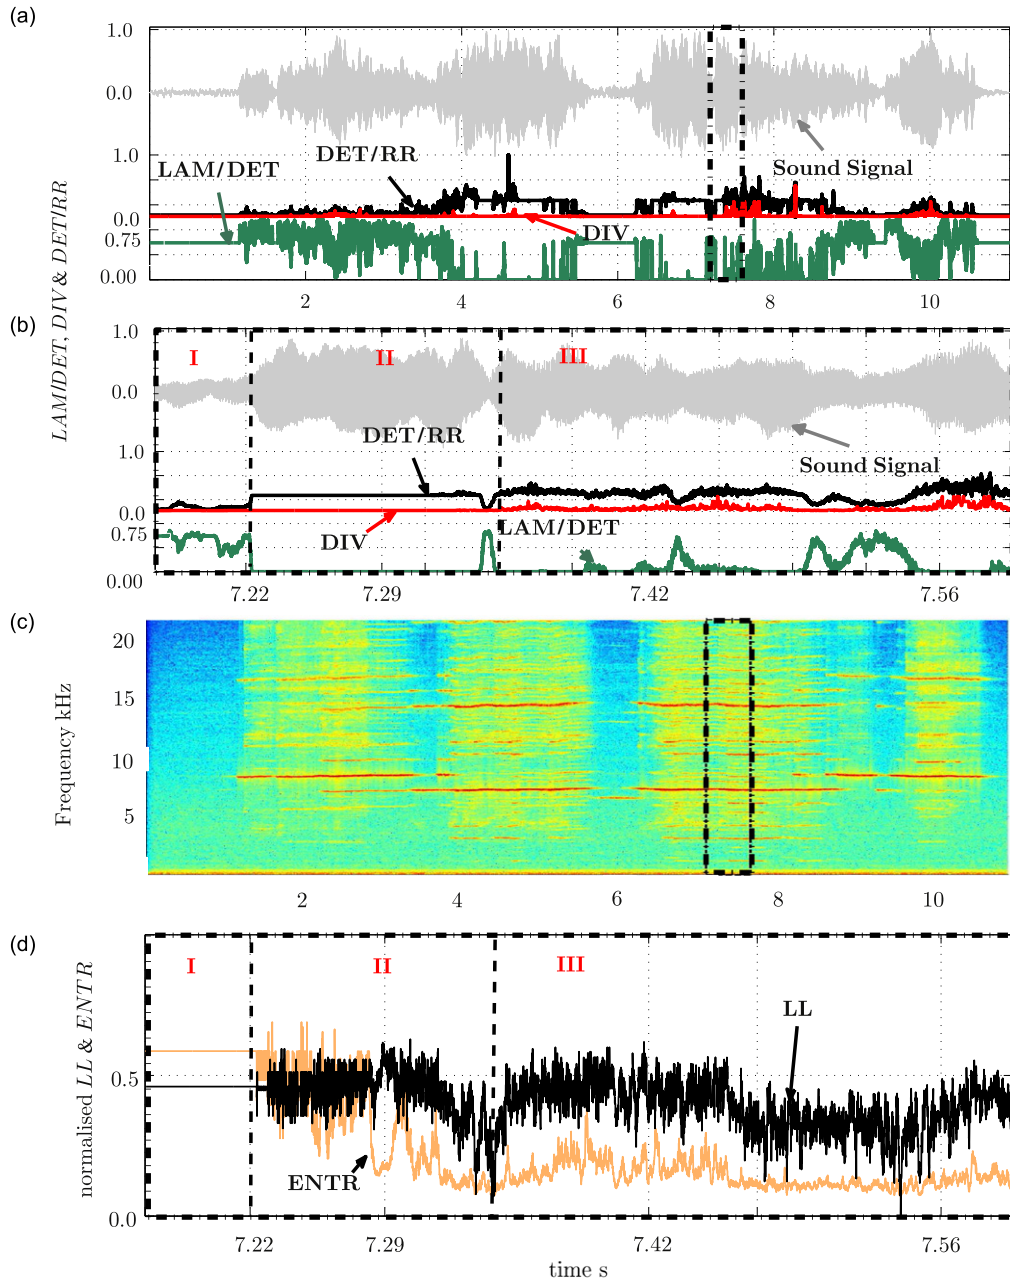 (a)
1.0
0.0
1.0
0.0
0.75
0.00
DET/RR
LAM/DET
Sound Signal
DIV
2 4 6 8 10
LAM/DET, DIV & DET/RR
(b)
1.0
0.0
1.0
0.0
0.75
0.00
I II III
DET/RR
Sound Signal
DIV
LAM/DET
7.22 7.29 7.42 7.56
(c)
20
15
10
5
Frequency kHz
2 4 6 8 10
(d)
normalised LL & ENTR
0.5
0.0
I II III
LL
ENTR
7.22 7.29 7.42 7.56
time s